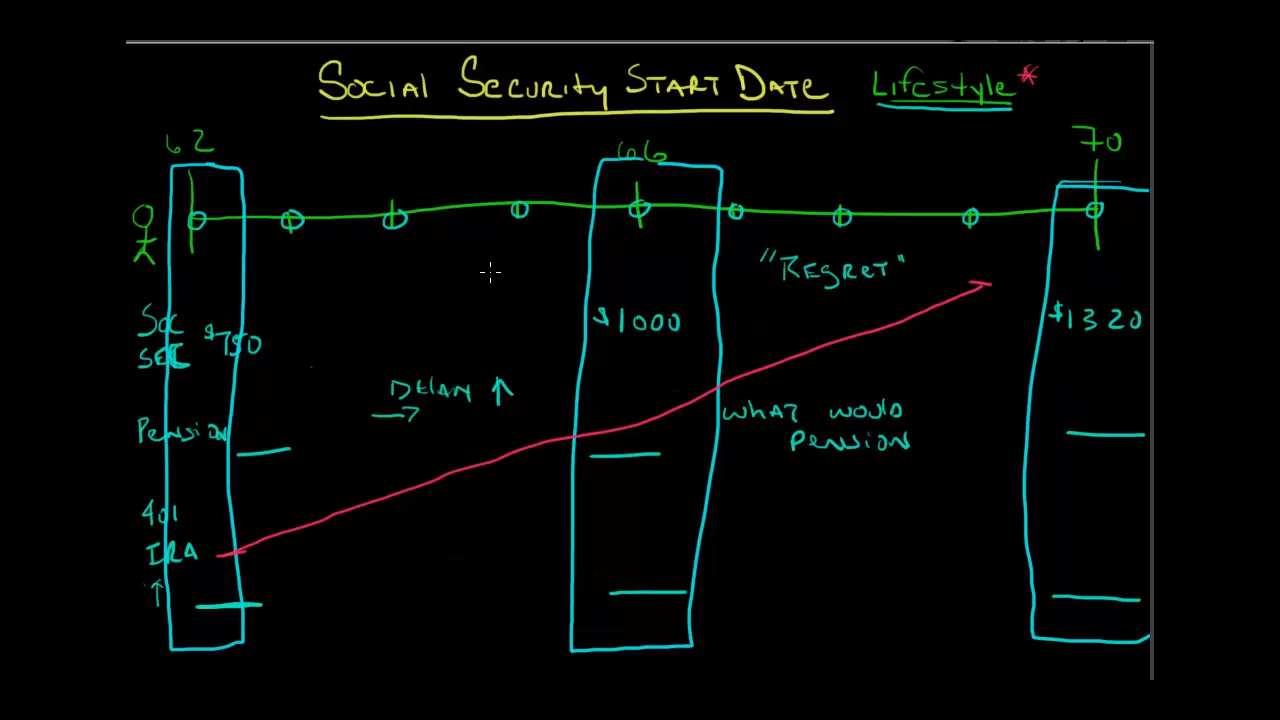 SOCIAL SECURITY START DATE Lifestyle*
62
66
70
"REGRET"
SOC
SEC $750
$1000
$1320
DELAY ↑
→
WHAT WOULD
PENSION
PENSION
401
IRA
↑